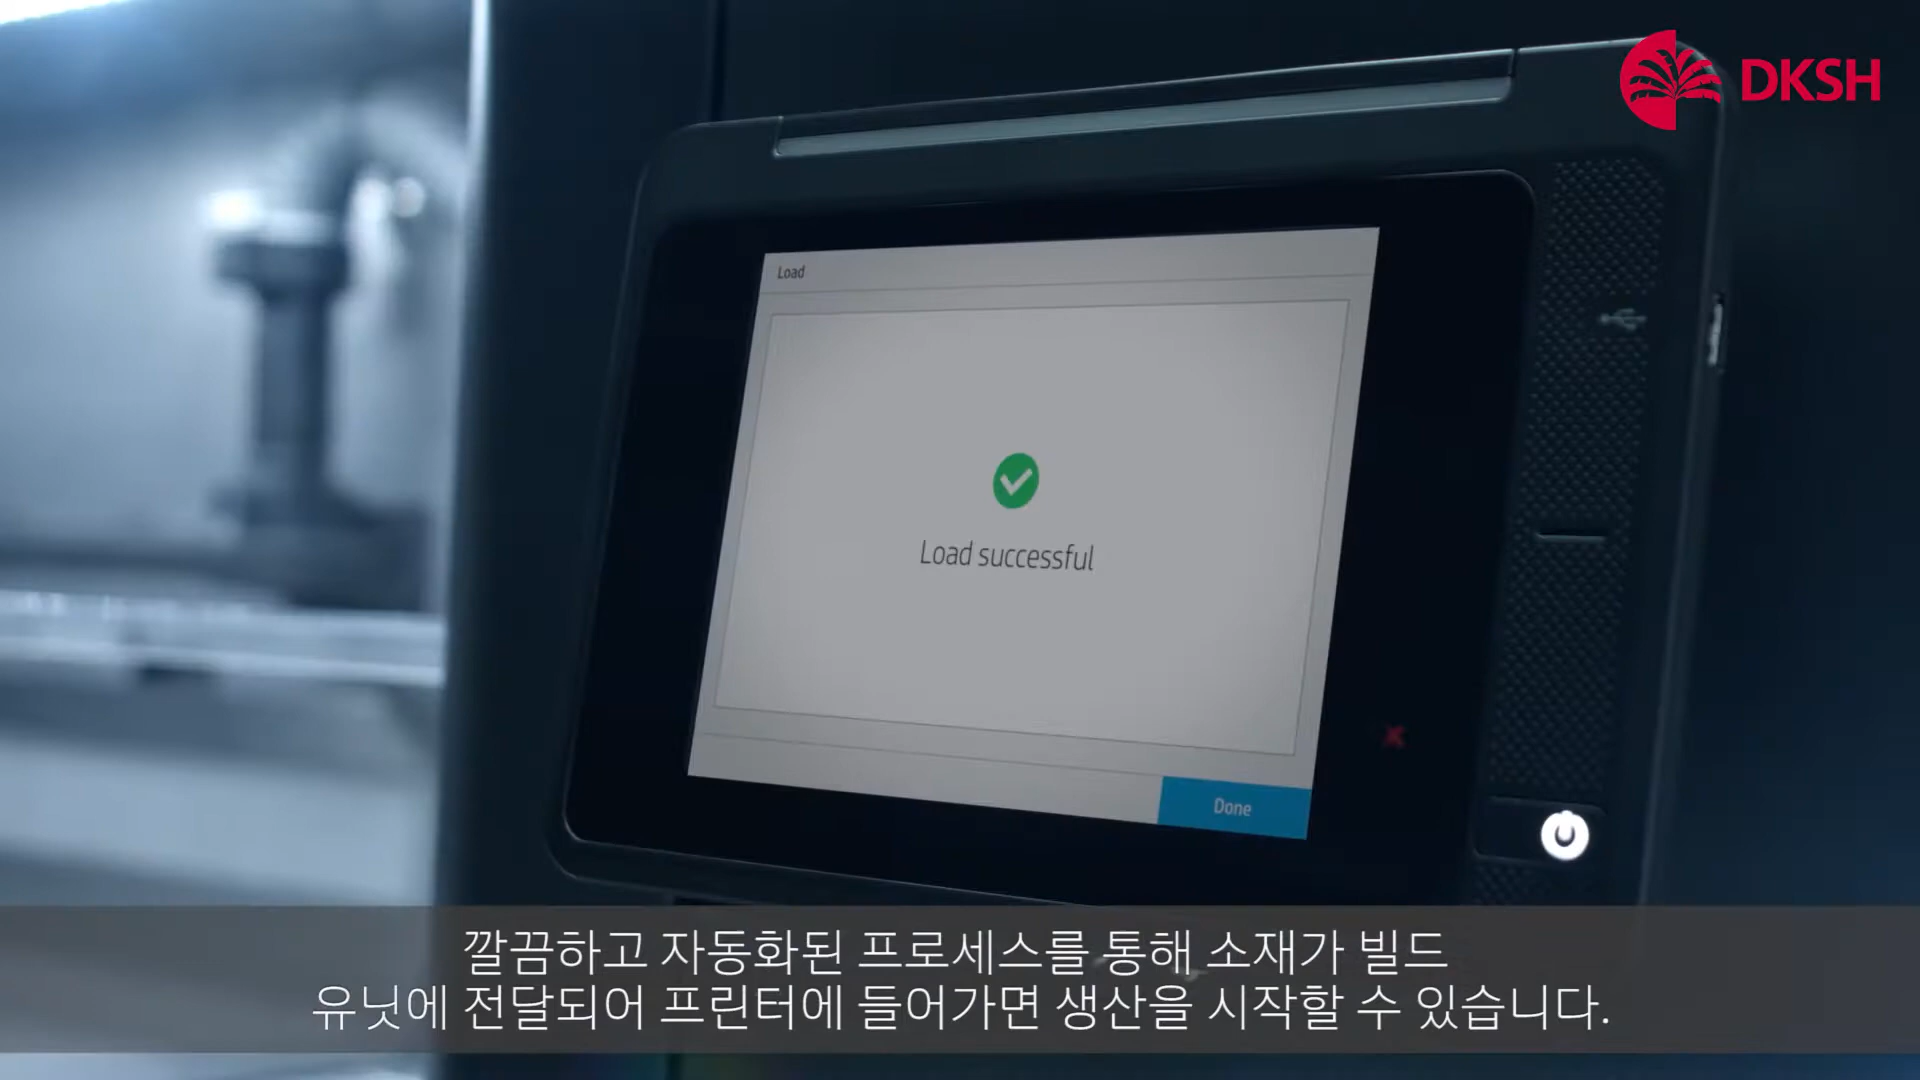 DKSH
Load
Load successful
Done
깔끔하고 자동화된 프로세스를 통해 소재가 빌드
유닛에 전달되어 프린터에 들어가면 생산을 시작할 수 있습니다.